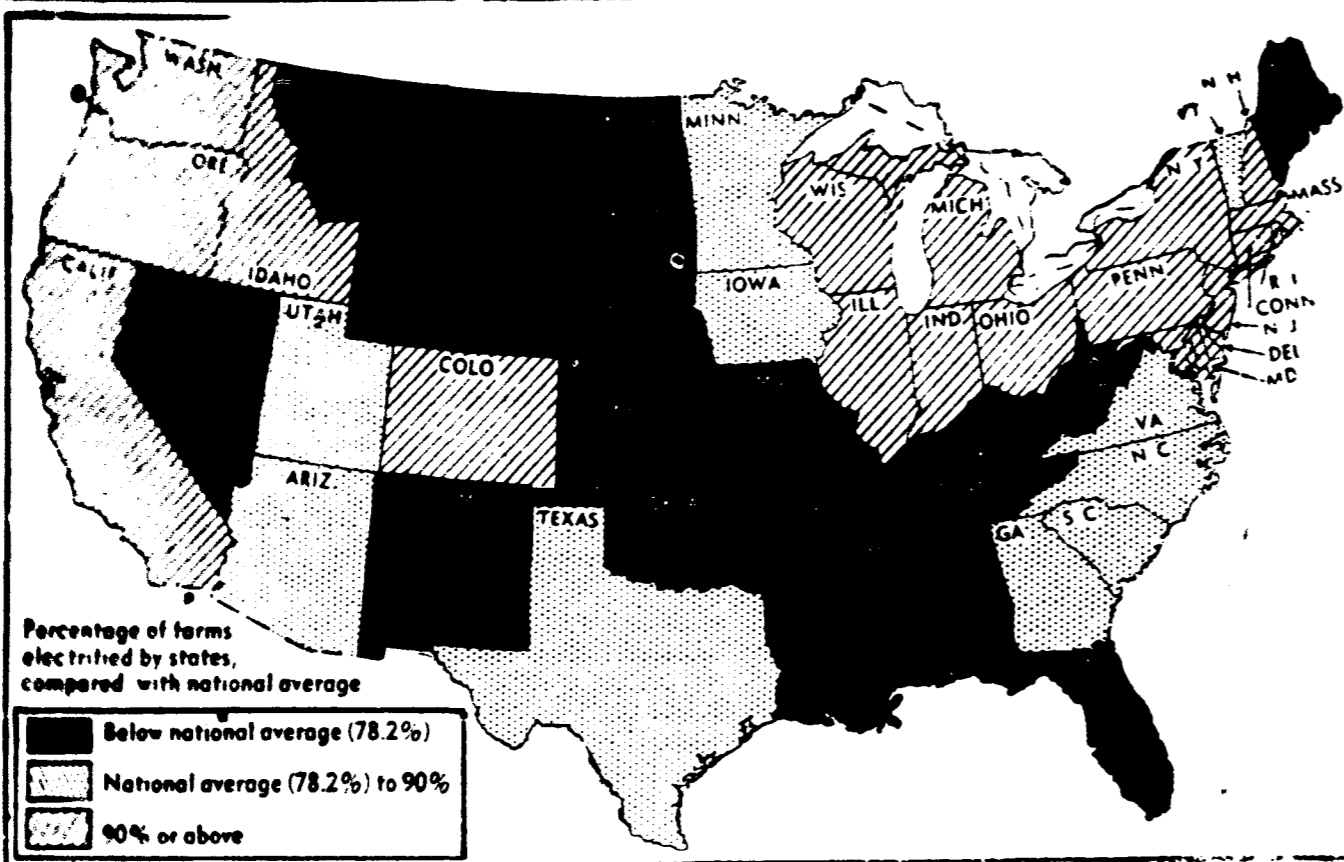 WASH
ORE
CALIF
IDAHO
UTAH
ARIZ.
COLO
TEXAS
MINN
IOWA
WIS
MICH
ILL
IND.
OHIO
PENN
N Y
VT
N H
MASS
R I
CONN
N J
DEL
MD
VA
N C
S C
GA
Percentage of farms
electrified by states,
compared with national average
Below national average (78.2%)
National average (78.2%) to 90%
90% or above